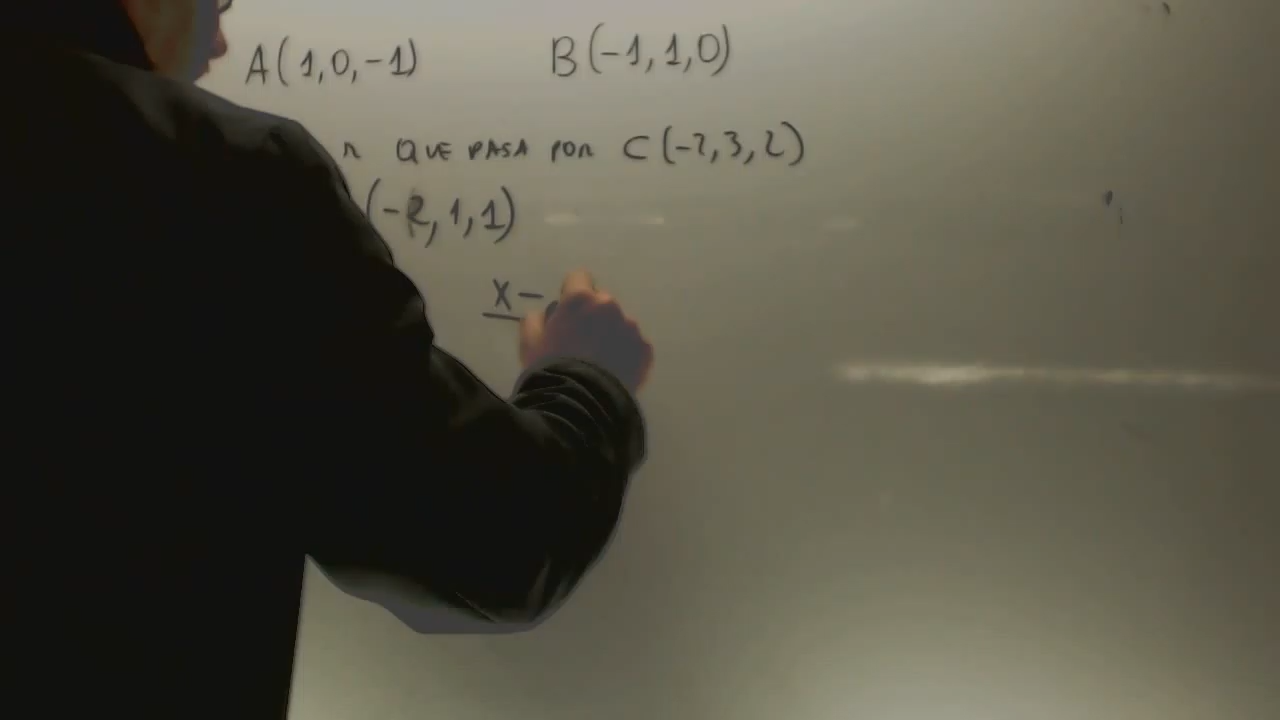 A(1,0,-1) B(-1,1,0)
r QUE PASA POR C(-2,3,2)
(-2,1,1)
X-